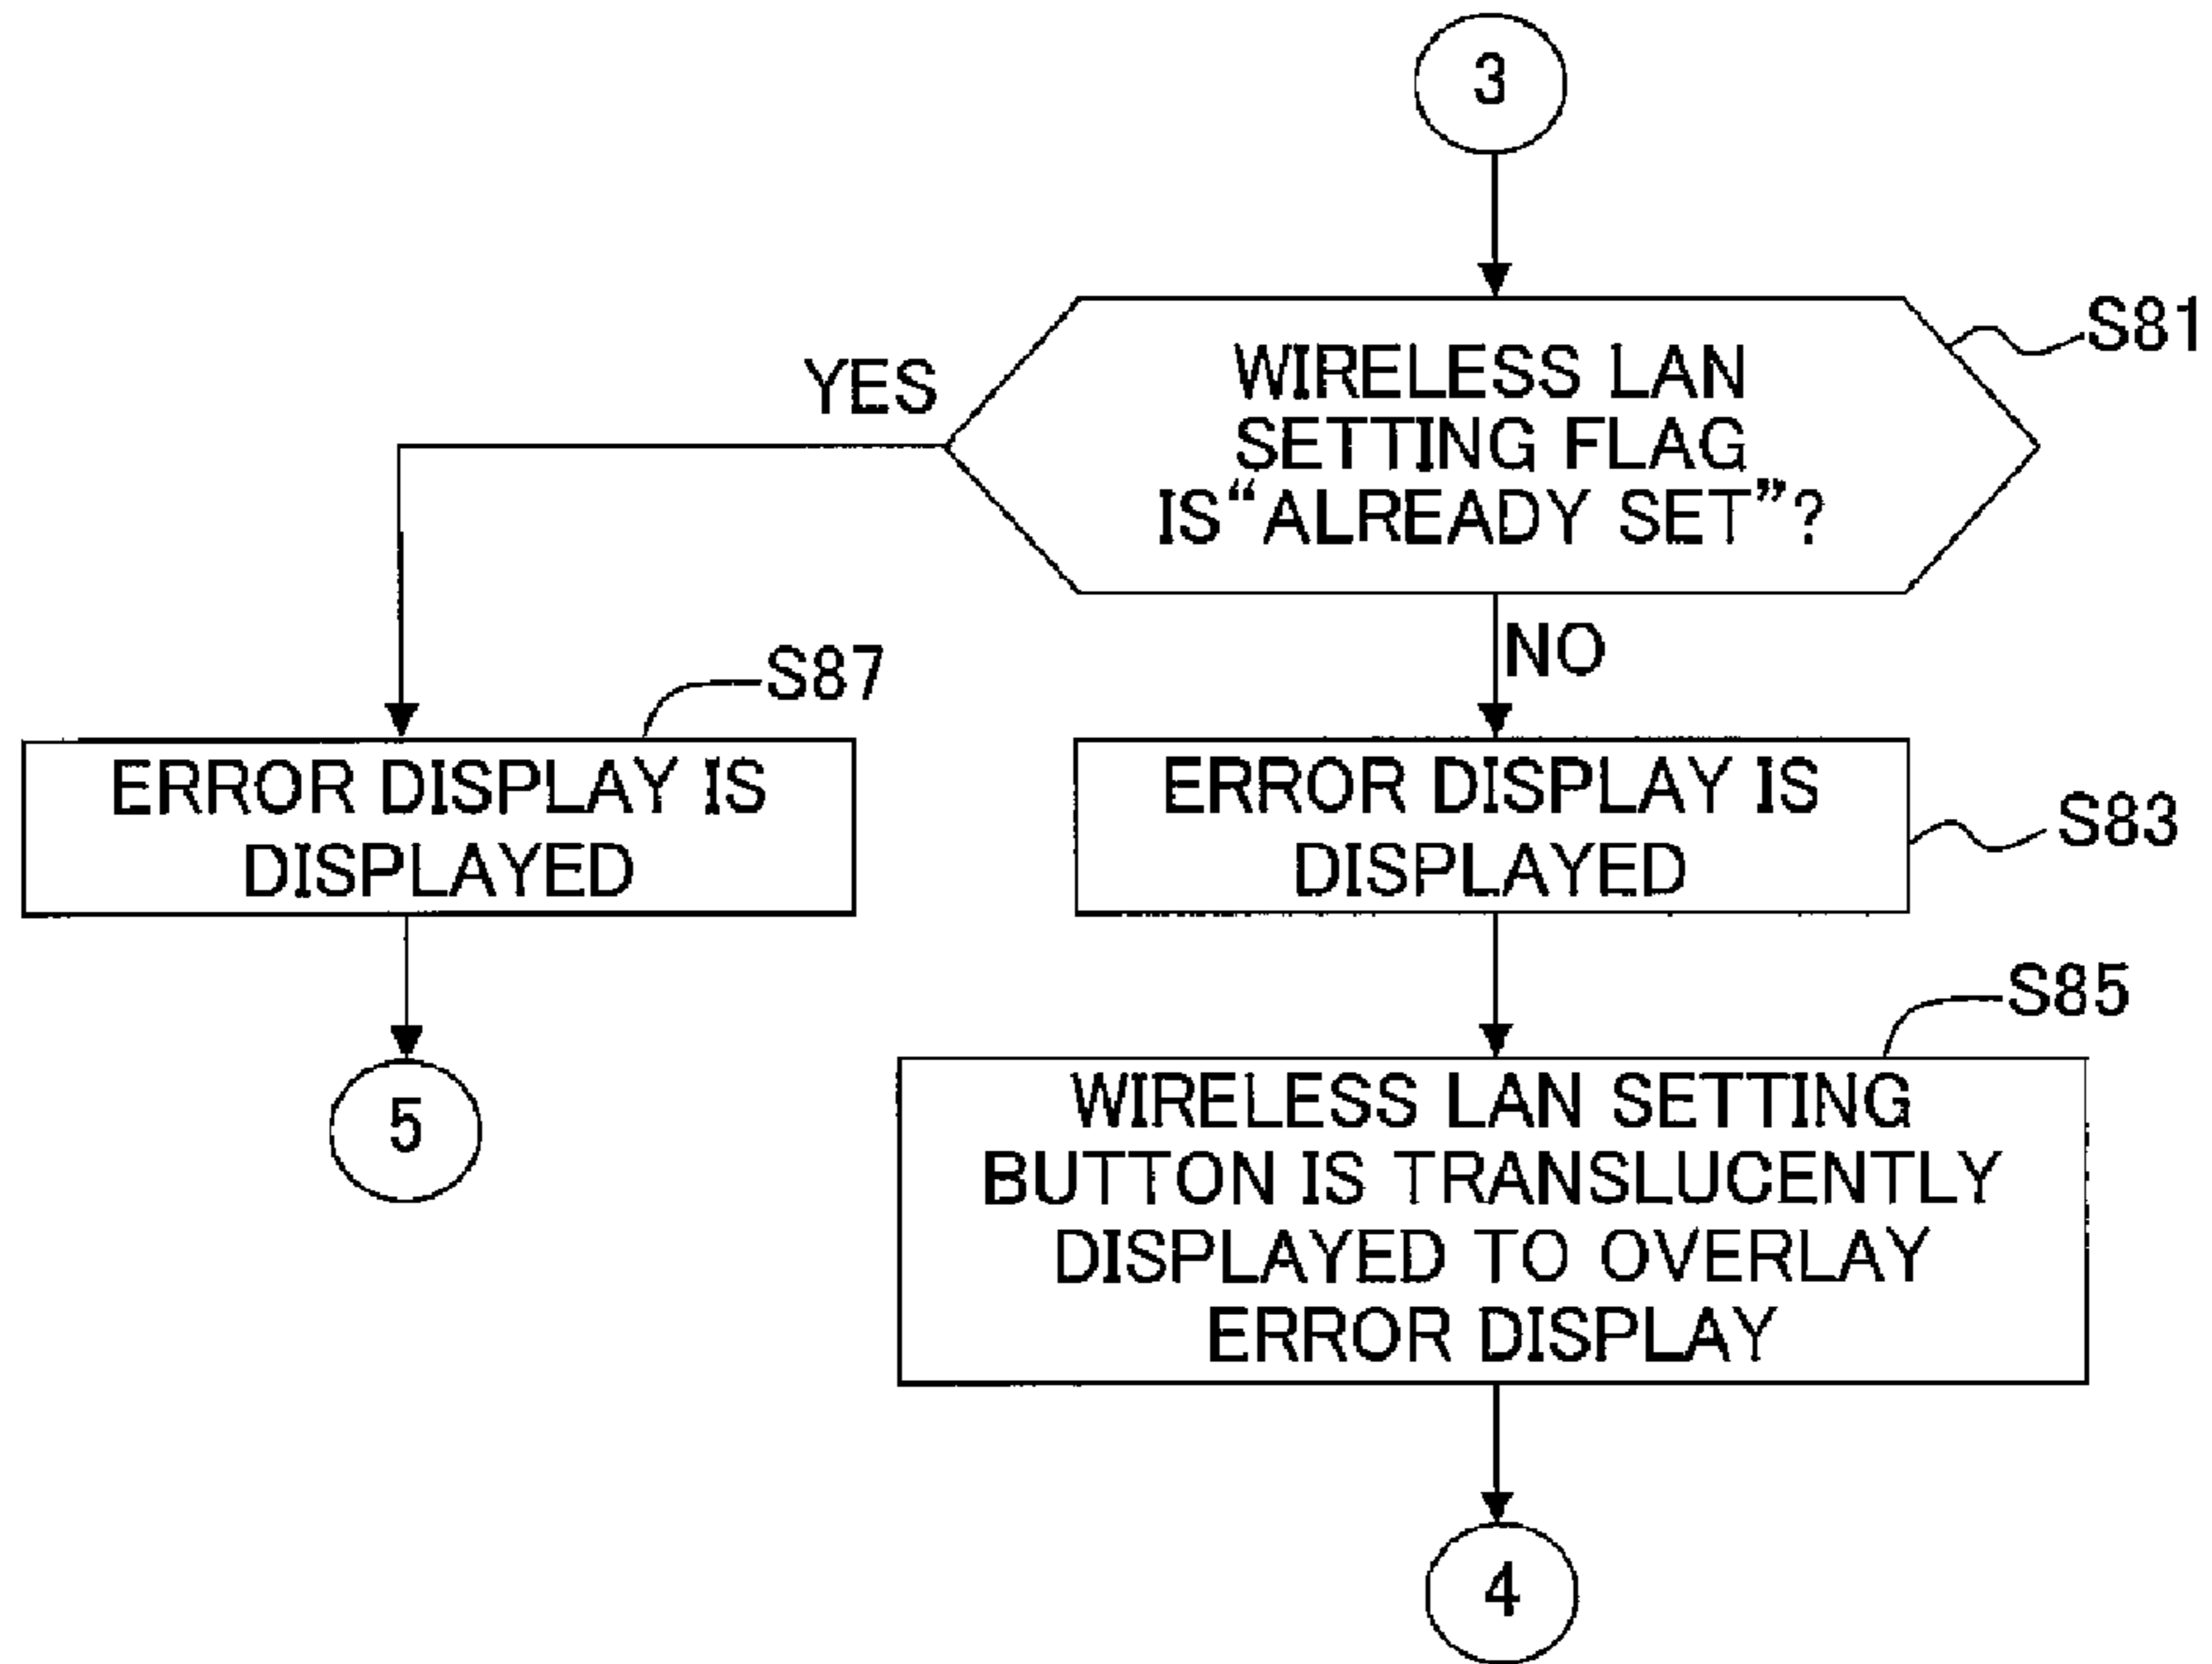 3
S81
WIRELESS LAN
SETTING FLAG
IS“ALREADY SET”?
YES
NO
S87
ERROR DISPLAY IS
DISPLAYED
ERROR DISPLAY IS
DISPLAYED
S83
5
S85
WIRELESS LAN SETTING
BUTTON IS TRANSLUCENTLY
DISPLAYED TO OVERLAY
ERROR DISPLAY
4